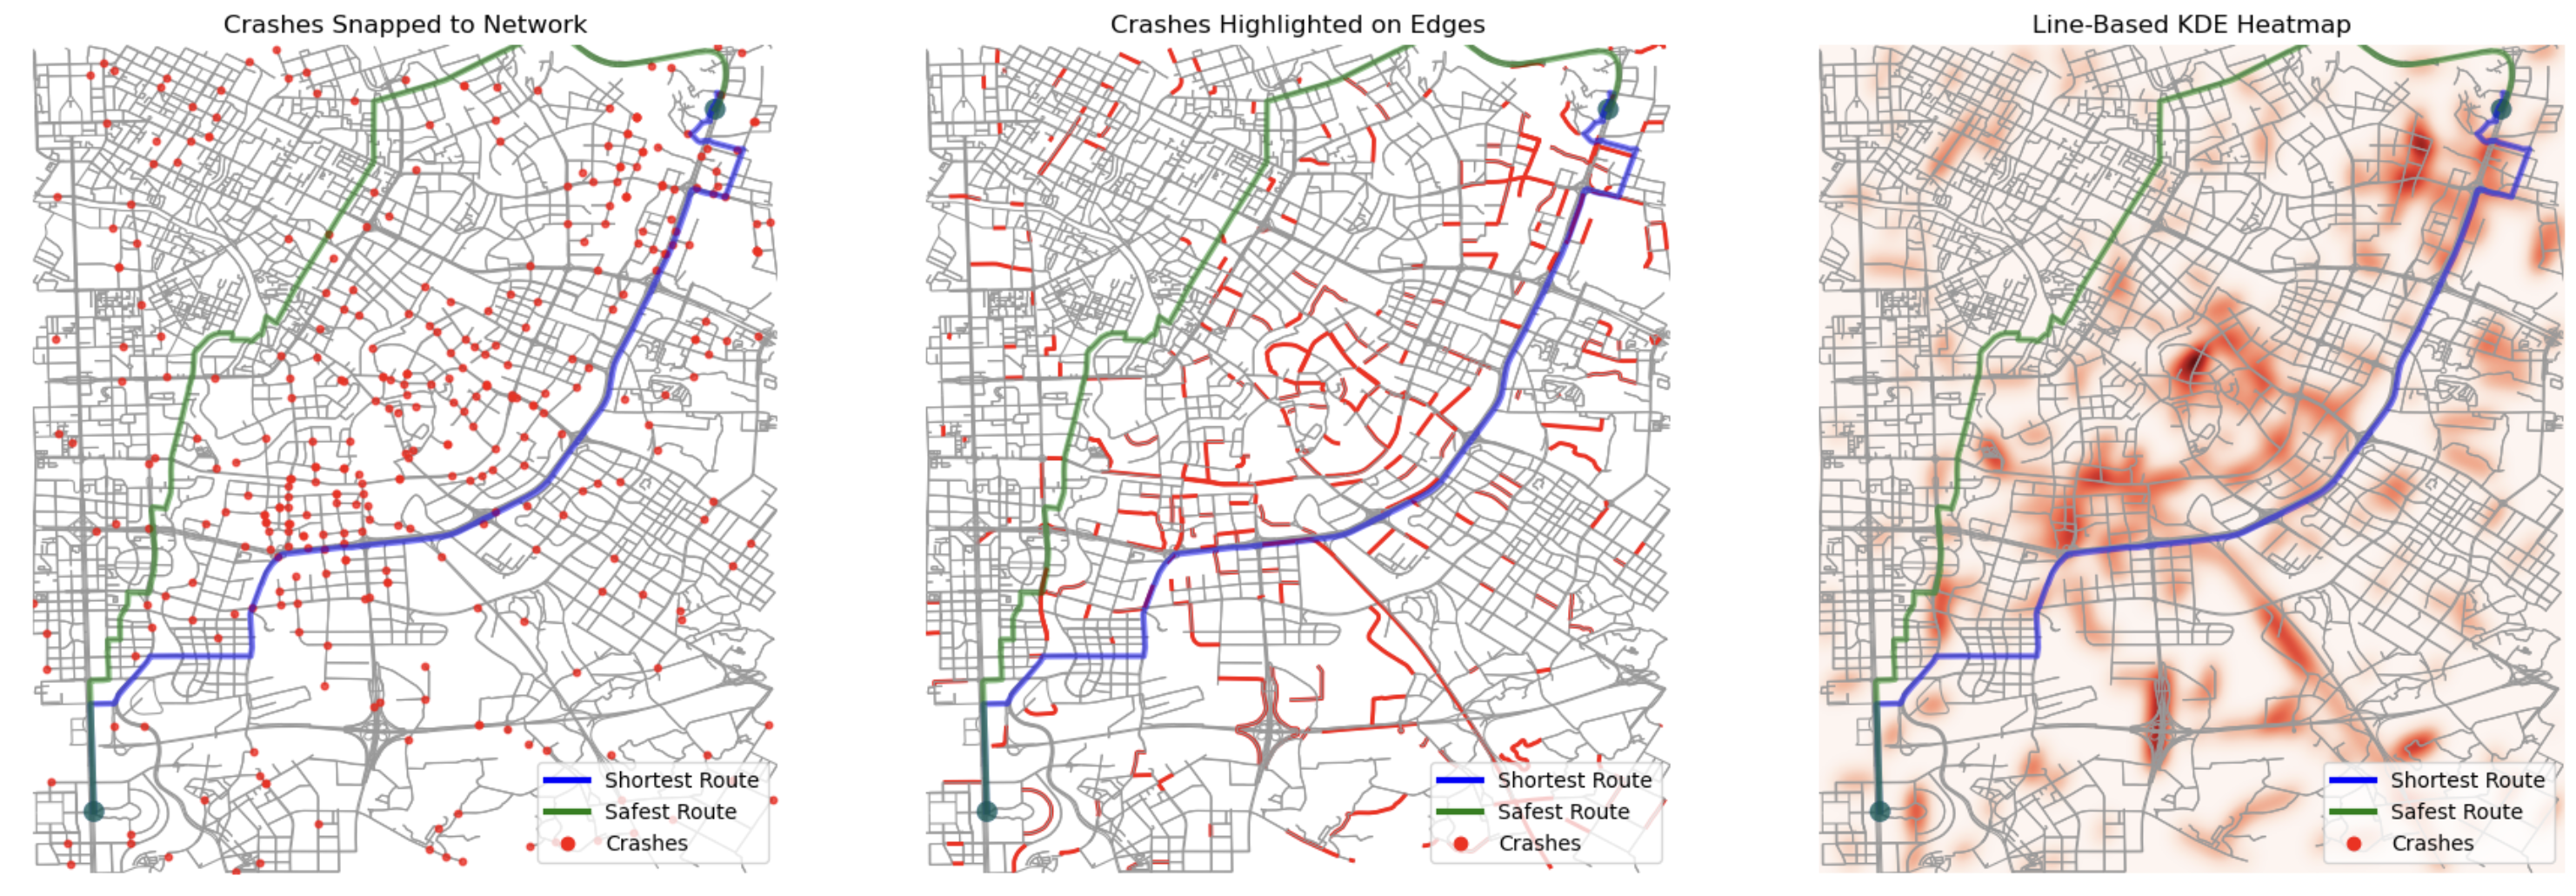 Crashes Snapped to Network
Shortest Route
Safest Route
Crashes
Crashes Highlighted on Edges
Shortest Route
Safest Route
Crashes
Line-Based KDE Heatmap
Shortest Route
Safest Route
Crashes